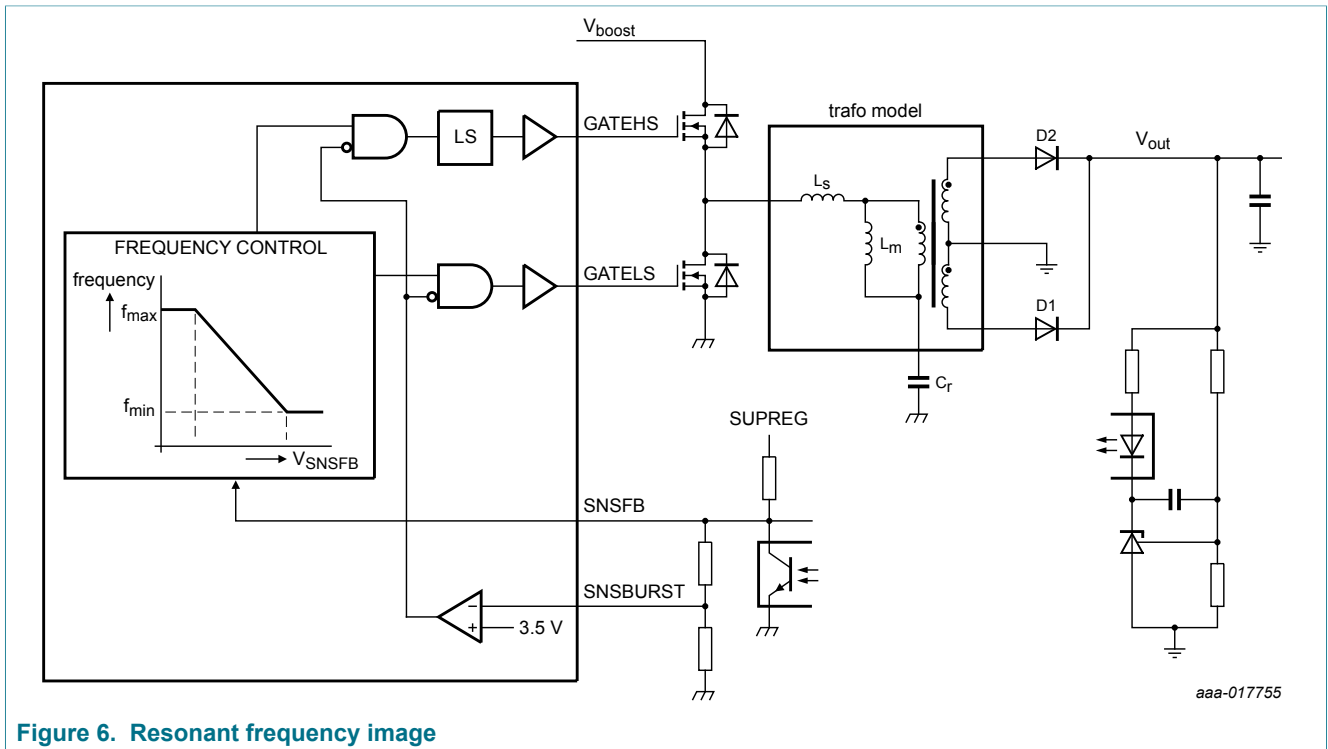 Vboost
GATEHS
LS
trafo model
D2
Vout
Ls
Lm
FREQUENCY CONTROL
frequency
fmax
fmin
VSNSFB
GATELS
D1
Cr
SUPREG
SNSFB
SNSBURST
−
+
3.5 V
aaa-017755
Figure 6. Resonant frequency image